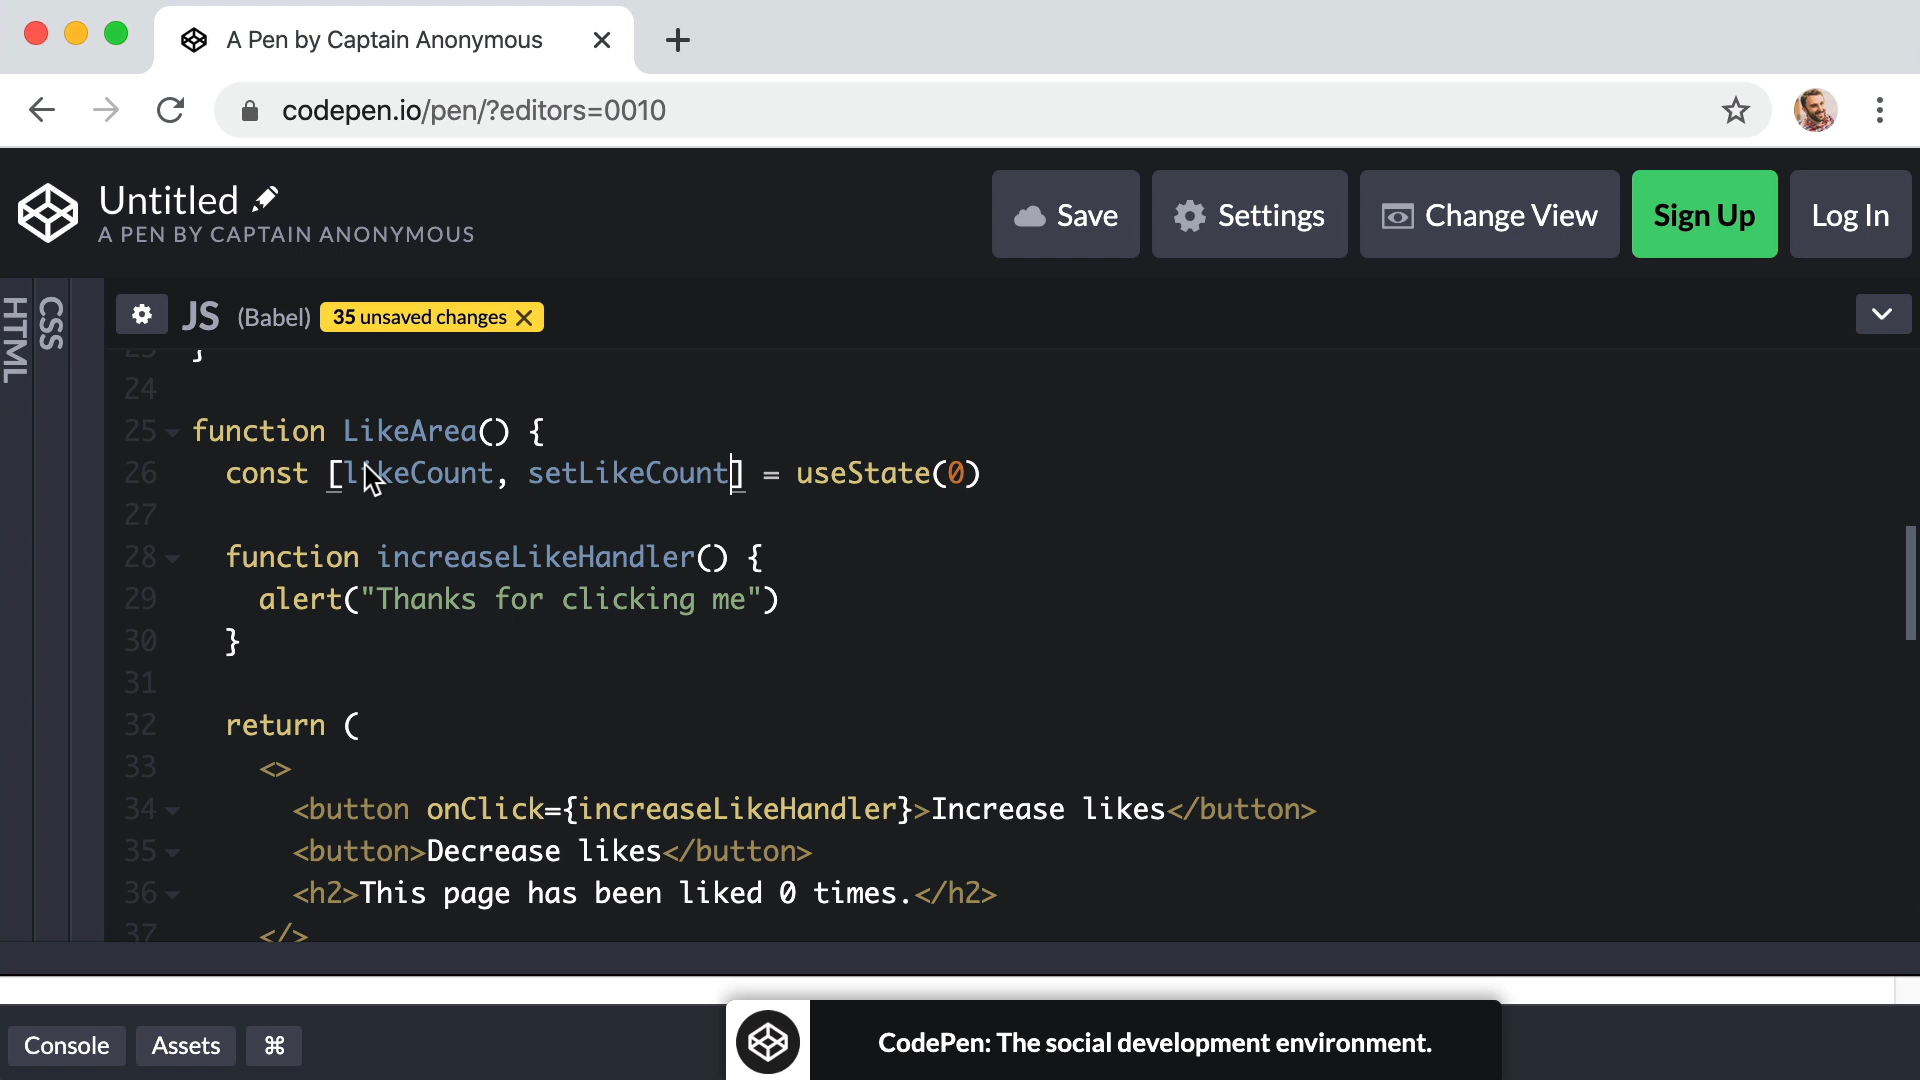 A Pen by Captain Anonymous
codepen.io/pen/?editors=0010
Untitled
A PEN BY CAPTAIN ANONYMOUS
Save
Settings
Change View
Sign Up
Log In
HTML
CSS
JS (Babel) 35 unsaved changes
23 }
24
25 function LikeArea() {
26 const [likeCount, setLikeCount] = useState(0)
27
28 function increaseLikeHandler() {
29 alert("Thanks for clicking me")
30 }
31
32 return (
33 <>
34 <button onClick={increaseLikeHandler}>Increase likes</button>
35 <button>Decrease likes</button>
36 <h2>This page has been liked 0 times.</h2>
37 </>
Console
Assets
⌘
CodePen: The social development environment.